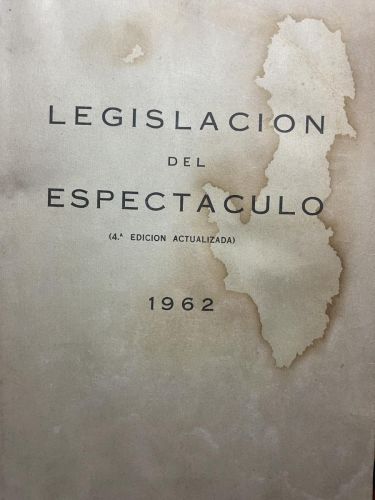 LEGISLACION
DEL
ESPECTACULO
(4.ª EDICION ACTUALIZADA)
1962